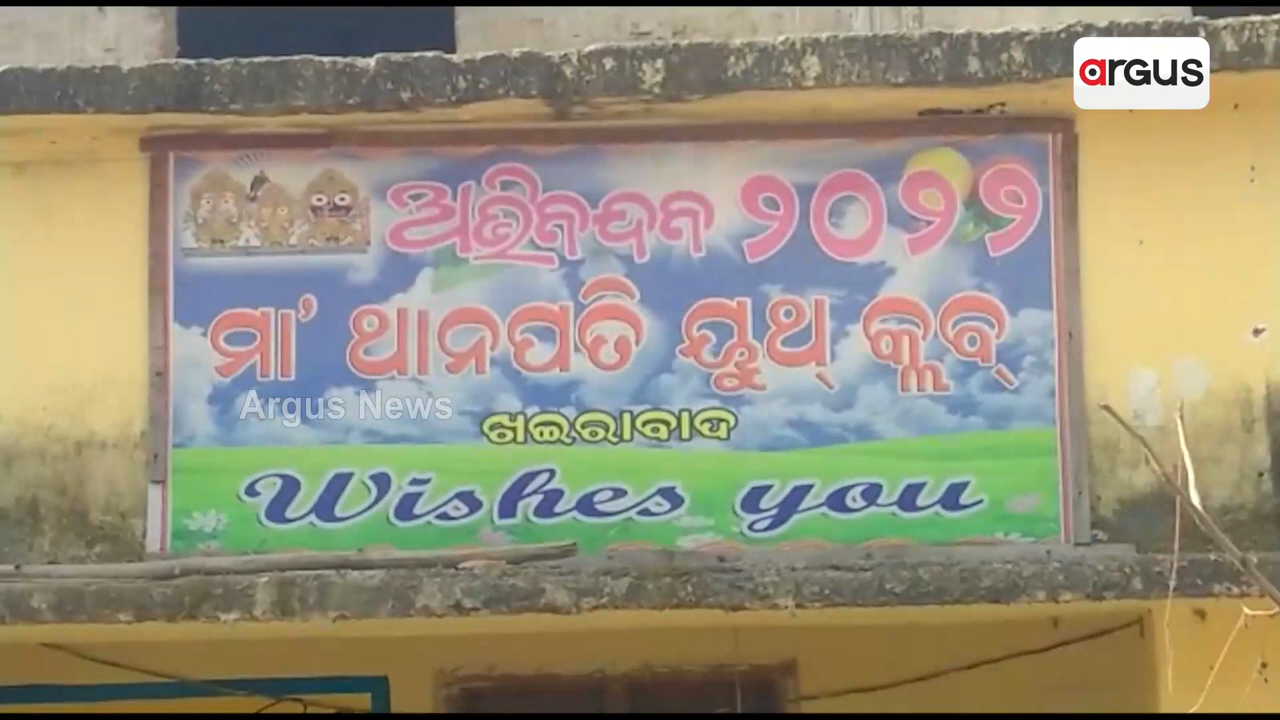 argus
ଅଭିନନ୍ଦନ ୨୦୨୨
ମା' ଥାନପତି ୟୁଥ୍ କ୍ଲବ୍
Argus News
ଖଇରାବାଦ
Wishes you